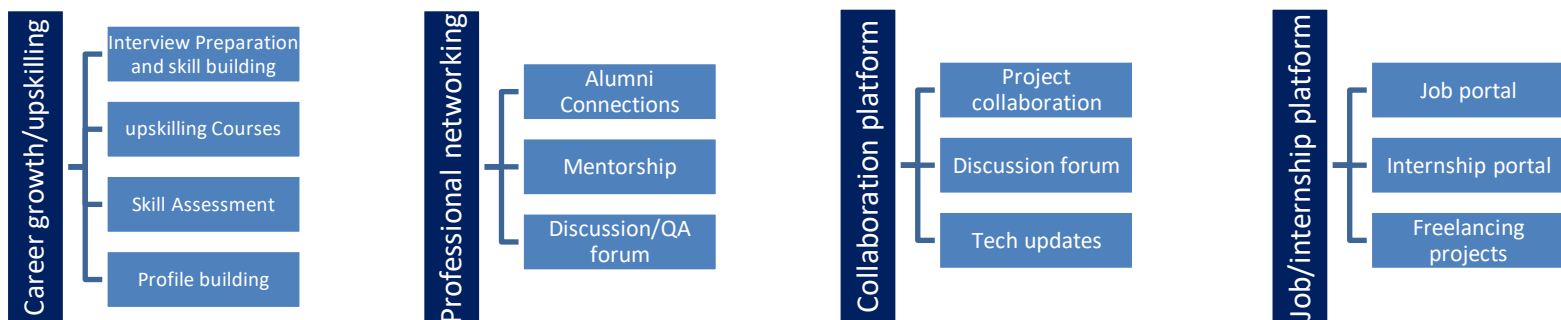 Career growth/upskilling
Interview Preparation
and skill building
upskilling Courses
Skill Assessment
Profile building
Professional networking
Alumni
Connections
Mentorship
Discussion/QA
forum
Collaboration platform
Project
collaboration
Discussion forum
Tech updates
Job/internship platform
Job portal
Internship portal
Freelancing
projects